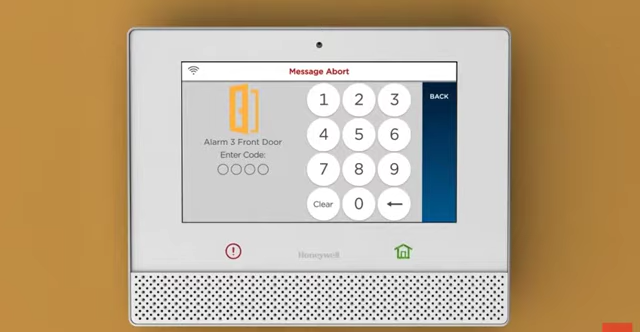 Message Abort
BACK
Alarm 3 Front Door
Enter Code:
1 2 3
4 5 6
7 8 9
Clear 0
Honeywell